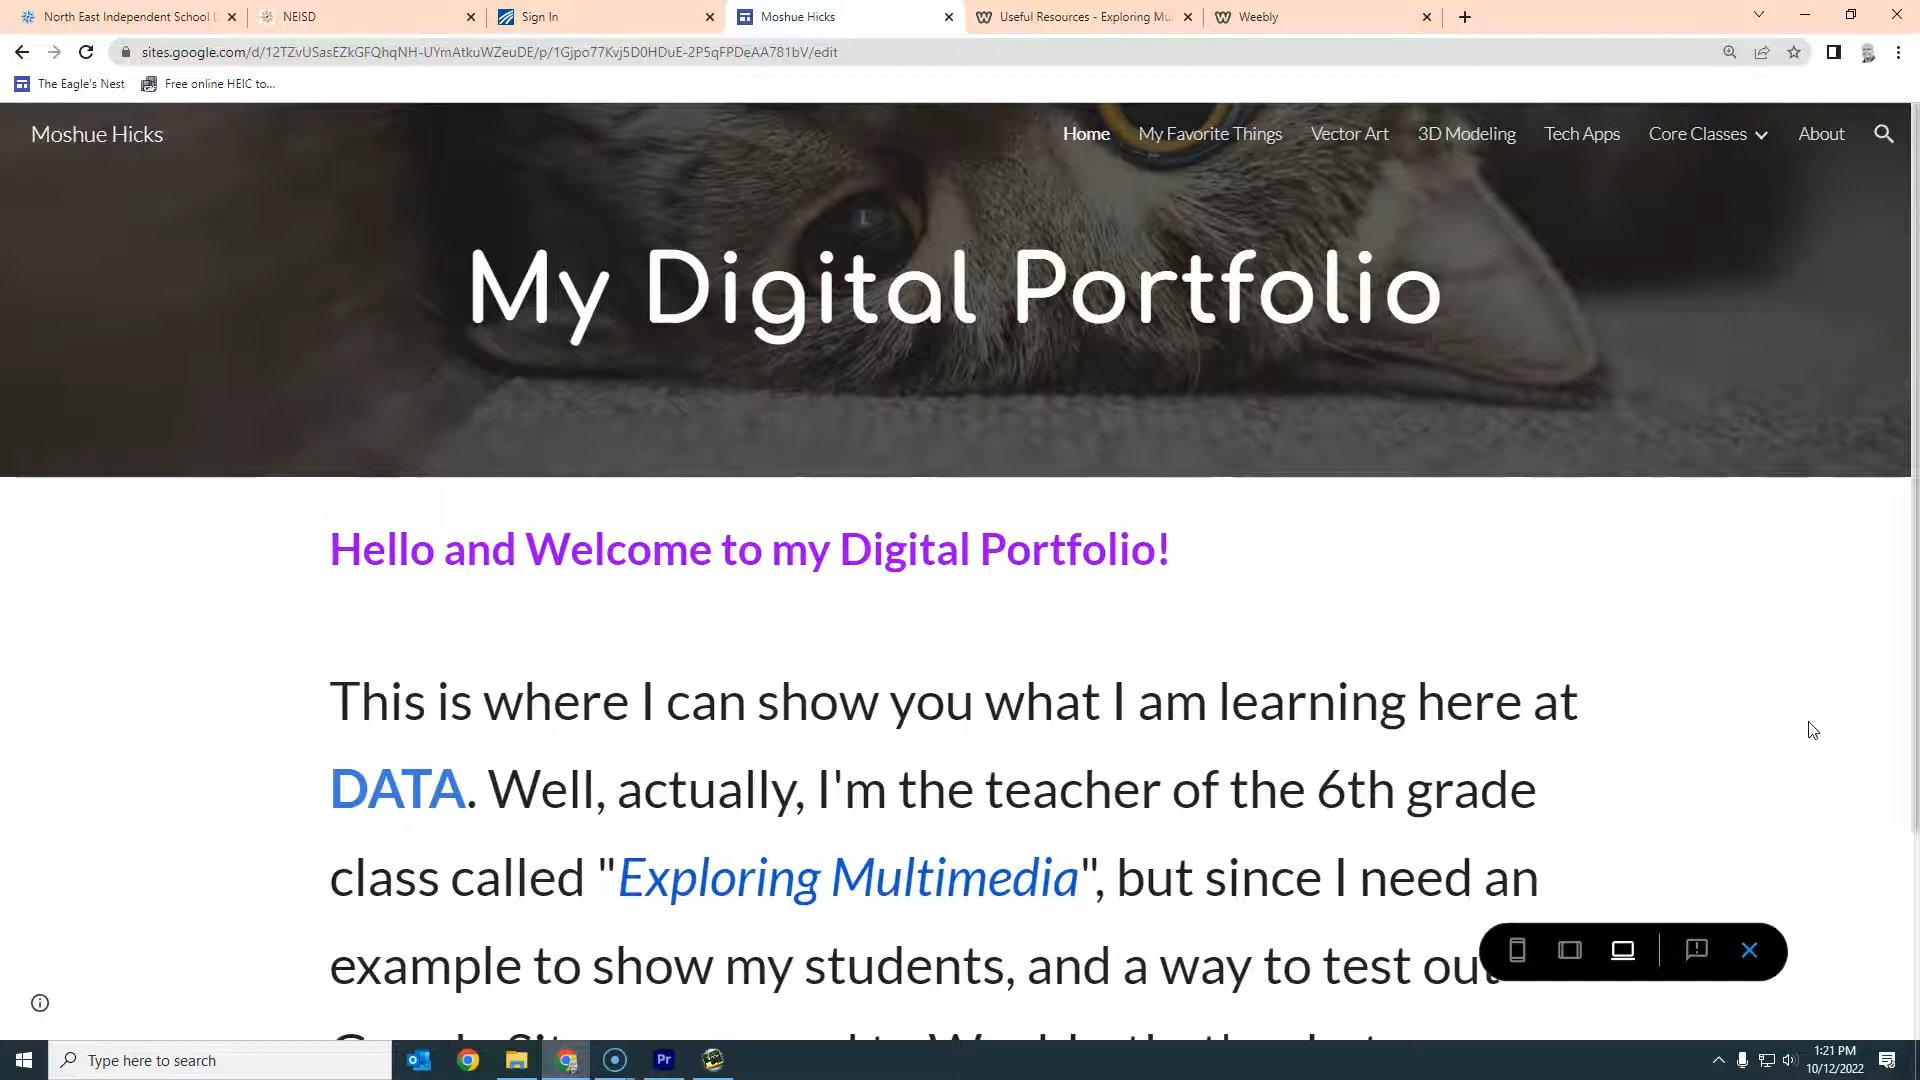 North East Independent School
NEISD
Sign In
Moshue Hicks
Useful Resources - Exploring Mu
Weebly
sites.google.com/d/12TZvUSasEZkGFQhqNH-UYmAtkuWZeuDE/p/1Gjpo77Kvj5D0HDuE-2P5qFPDeAA781bV/edit
The Eagle's Nest
Free online HEIC to...
Moshue Hicks
Home
My Favorite Things
Vector Art
3D Modeling
Tech Apps
Core Classes
About
My Digital Portfolio
Hello and Welcome to my Digital Portfolio!
This is where I can show you what I am learning here at
DATA. Well, actually, I'm the teacher of the 6th grade
class called "Exploring Multimedia", but since I need an
example to show my students, and a way to test out
Type here to search
Pr
1:21 PM
10/12/2022